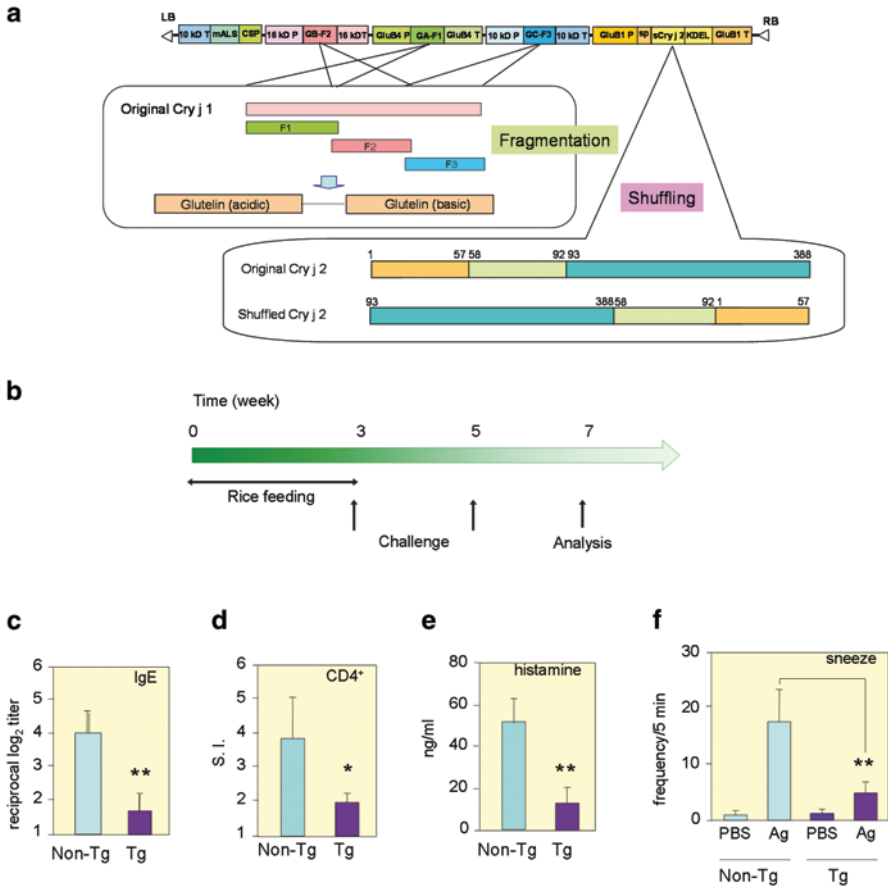 a
LB
RB
10 kD T mALS CSP 16 kD P GB-F2 16 kDT GluB4 P GA-F1 GluB4 T 10 kD P GC-F3 10 kD T GluB1 P sp sCry j 2 KDEL GluB1 T
Original Cry j 1
F1
F2
F3
Fragmentation
Glutelin (acidic) Glutelin (basic)
Shuffling
1 57 58 92 93 388
Original Cry j 2
93 388 58 92 1 57
Shuffled Cry j 2
b
Time (week)
0 3 5 7
Rice feeding
Challenge Analysis
c
IgE
reciprocal log2 titer
6
5
4
3
2
1
**
Non-Tg Tg
d
CD4+
S. I.
6
5
4
3
2
1
*
Non-Tg Tg
e
histamine
ng/ml
80
60
40
20
0
**
Non-Tg Tg
f
sneeze
frequency/5 min
30
20
10
0
**
PBS Ag PBS Ag
Non-Tg Tg